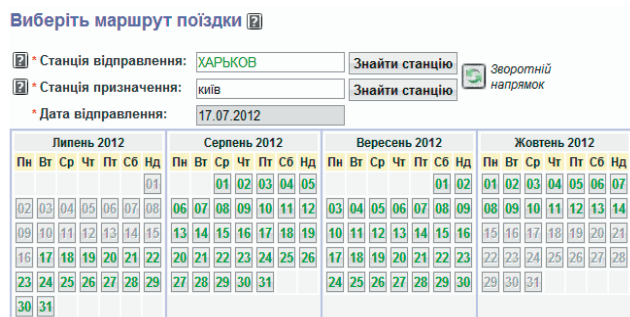 Виберіть маршрут поїздки ?
? * Станція відправлення: ХАРЬКОВ Знайти станцію
? * Станція призначення: київ Знайти станцію
Зворотній
напрямок
* Дата відправлення: 17.07.2012
Липень 2012 Серпень 2012 Вересень 2012 Жовтень 2012
Пн Вт Ср Чт Пт Сб Нд Пн Вт Ср Чт Пт Сб Нд Пн Вт Ср Чт Пт Сб Нд Пн Вт Ср Чт Пт Сб Нд
01 01 02 03 04 05 01 02 01 02 03 04 05 06 07
02 03 04 05 06 07 08 06 07 08 09 10 11 12 03 04 05 06 07 08 09 08 09 10 11 12 13 14
09 10 11 12 13 14 15 13 14 15 16 17 18 19 10 11 12 13 14 15 16 15 16 17 18 19 20 21
16 17 18 19 20 21 22 20 21 22 23 24 25 26 17 18 19 20 21 22 23 22 23 24 25 26 27 28
23 24 25 26 27 28 29 27 28 29 30 31 24 25 26 27 28 29 30 29 30 31
30 31